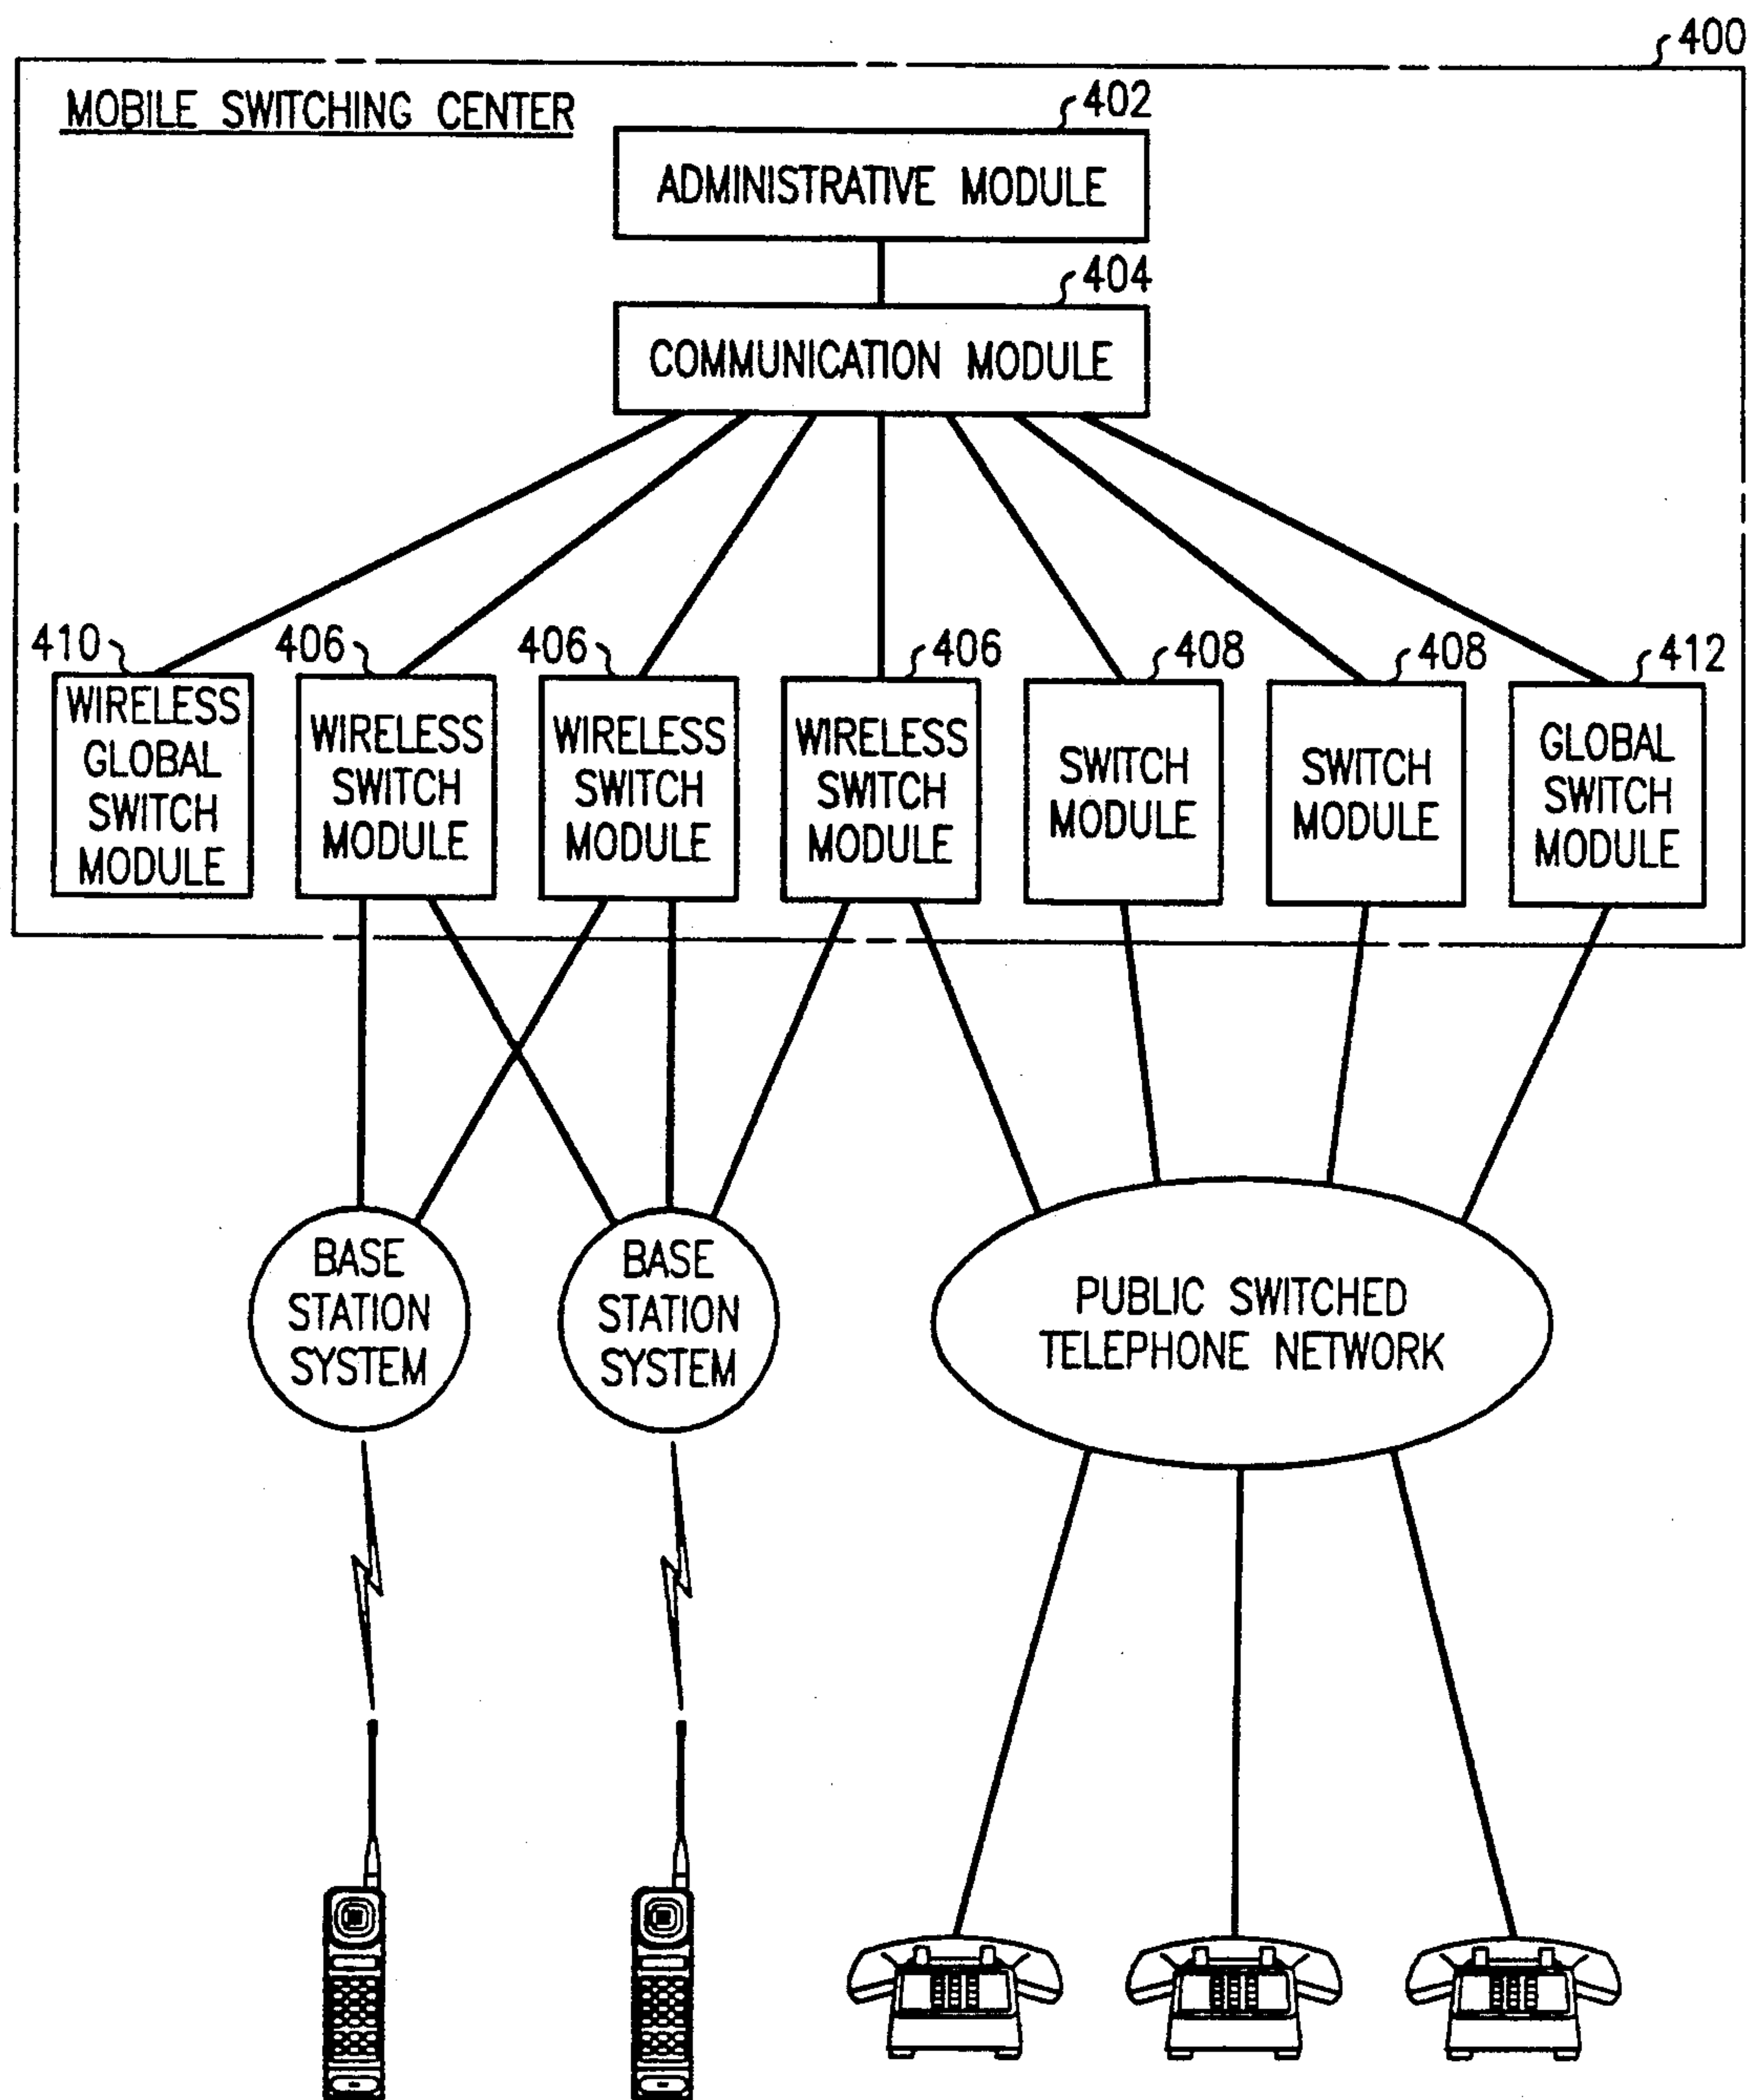 400
MOBILE SWITCHING CENTER
402
ADMINISTRATIVE MODULE
404
COMMUNICATION MODULE
410
406
406
406
408
408
412
WIRELESS
GLOBAL
SWITCH
MODULE
WIRELESS
SWITCH
MODULE
WIRELESS
SWITCH
MODULE
WIRELESS
SWITCH
MODULE
SWITCH
MODULE
SWITCH
MODULE
GLOBAL
SWITCH
MODULE
BASE
STATION
SYSTEM
BASE
STATION
SYSTEM
PUBLIC SWITCHED
TELEPHONE NETWORK